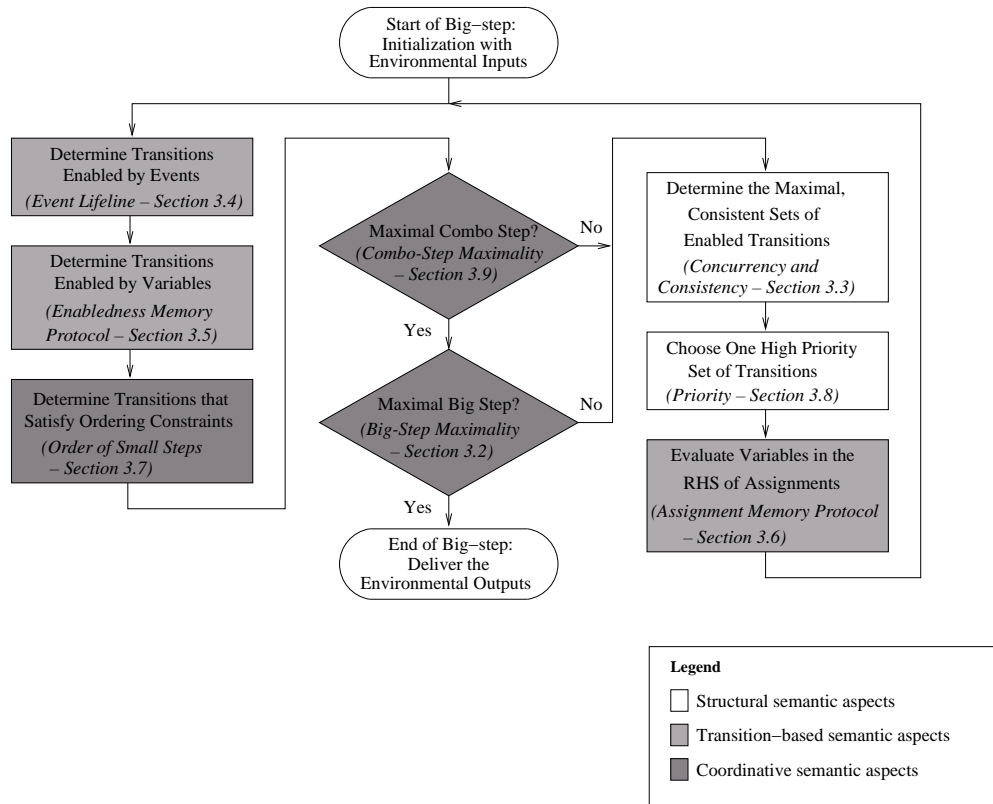 Start of Big−step:
Initialization with
Environmental Inputs
Determine Transitions
Enabled by Events
(Event Lifeline – Section 3.4)
Determine Transitions
Enabled by Variables
(Enabledness Memory
Protocol – Section 3.5)
Determine Transitions that
Satisfy Ordering Constraints
(Order of Small Steps
– Section 3.7)
Maximal Combo Step?
(Combo-Step Maximality
– Section 3.9)
No
Yes
Maximal Big Step?
(Big-Step Maximality
– Section 3.2)
No
Yes
End of Big−step:
Deliver the
Environmental Outputs
Determine the Maximal,
Consistent Sets of
Enabled Transitions
(Concurrency and
Consistency – Section 3.3)
Choose One High Priority
Set of Transitions
(Priority – Section 3.8)
Evaluate Variables in the
RHS of Assignments
(Assignment Memory Protocol
– Section 3.6)
Legend
Structural semantic aspects
Transition−based semantic aspects
Coordinative semantic aspects